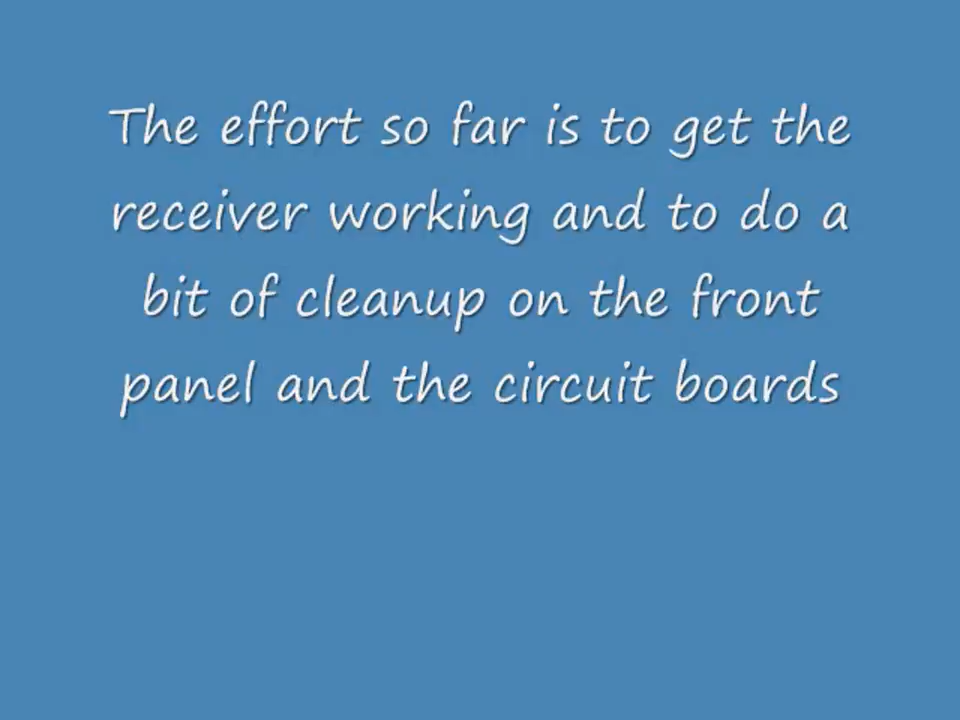 The effort so far is to get the
receiver working and to do a
bit of cleanup on the front
panel and the circuit boards